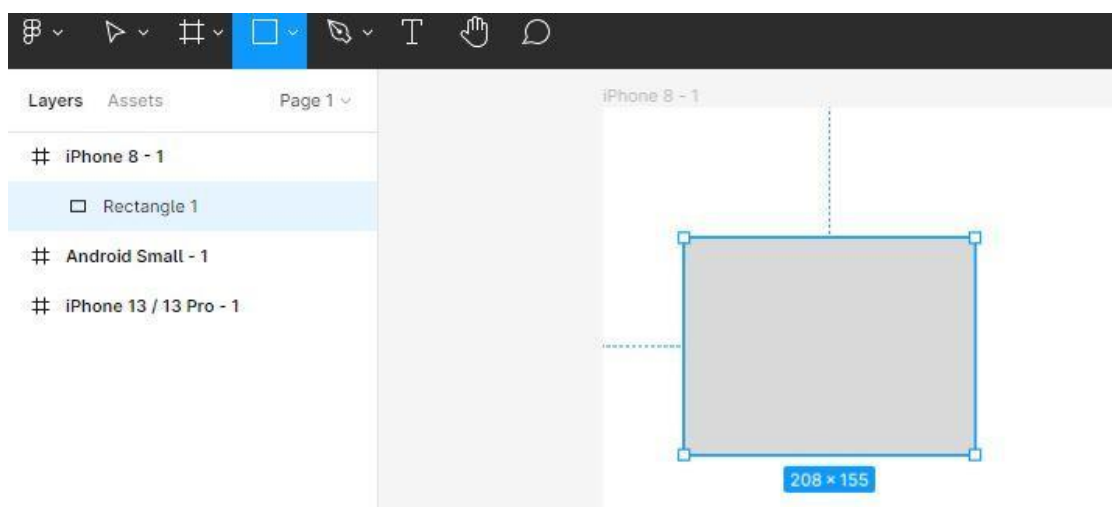 Layers Assets Page 1
iPhone 8 - 1
iPhone 8 - 1
Rectangle 1
Android Small - 1
iPhone 13 / 13 Pro - 1
208 × 155